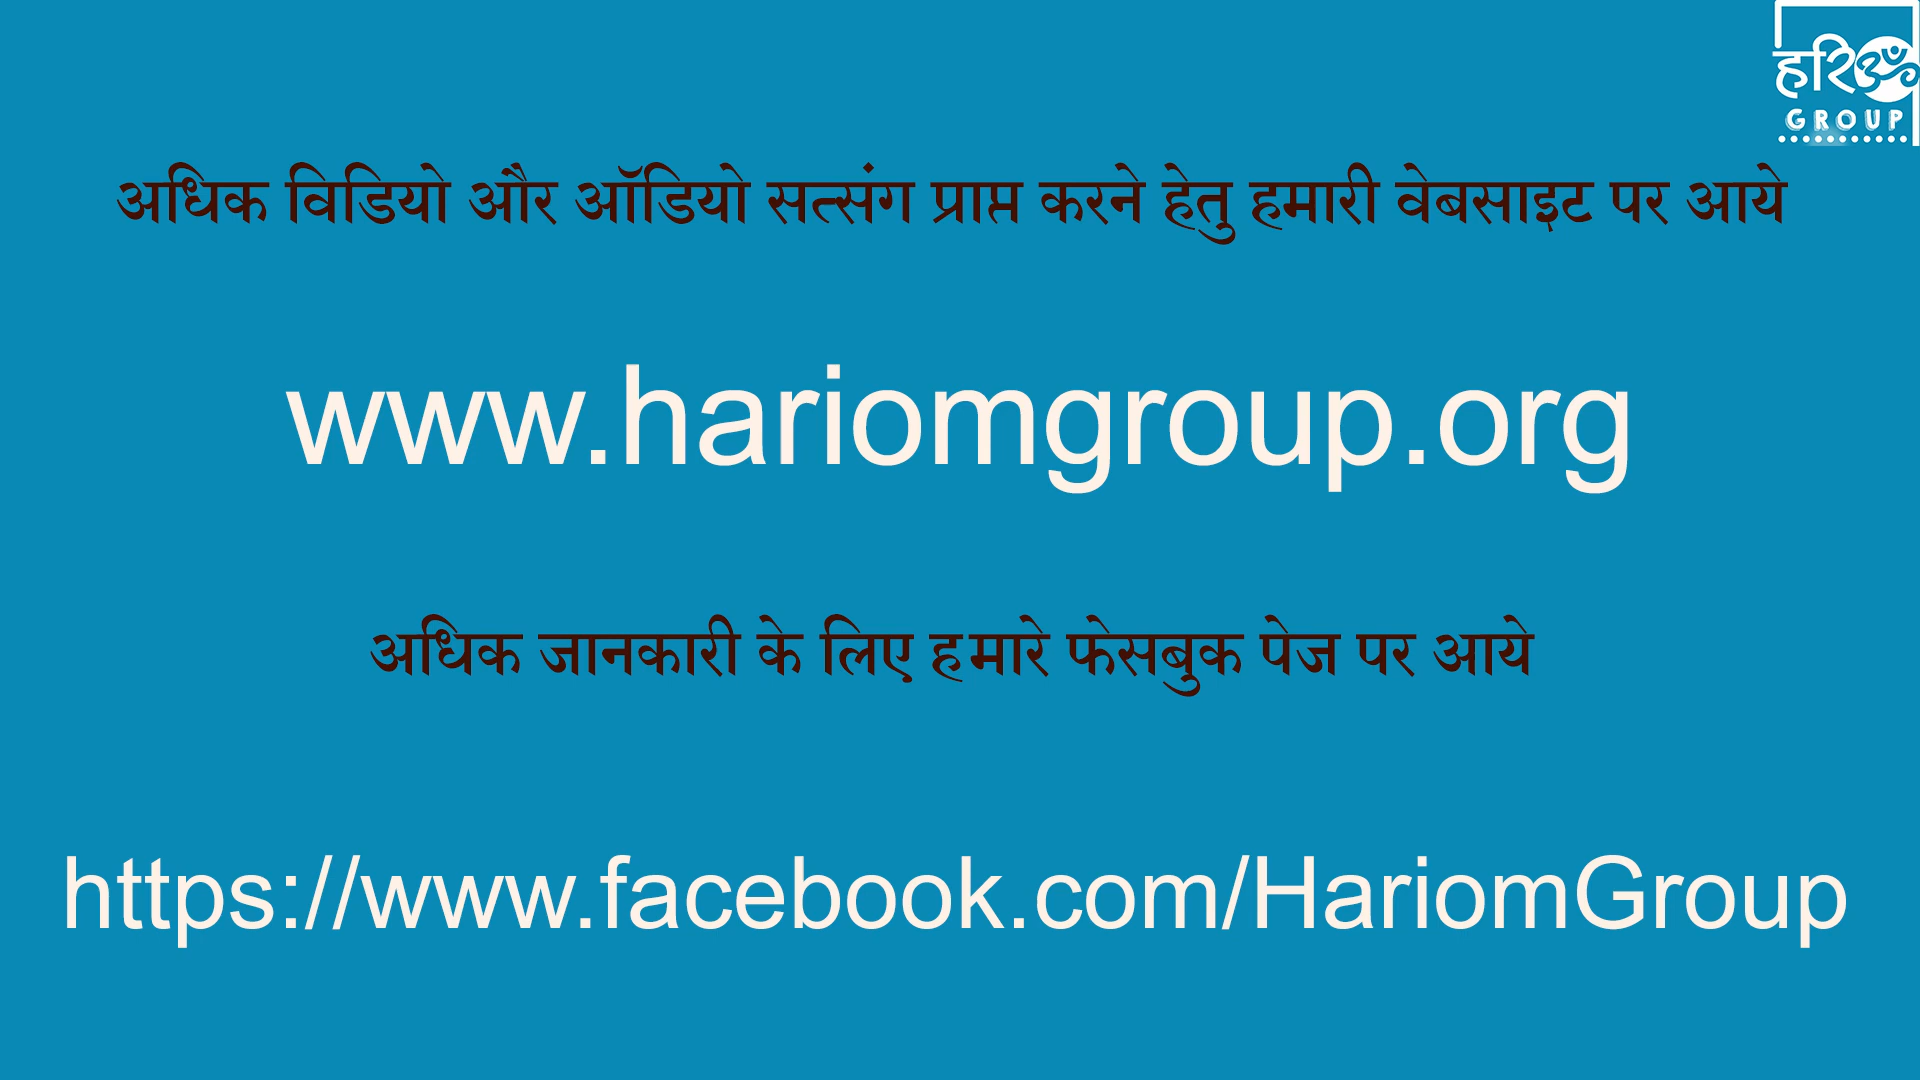 हरिॐ
GROUP
अधिक विडियो और ऑडियो सत्संग प्राप्त करने हेतु हमारी वेबसाइट पर आये
www.hariomgroup.org
अधिक जानकारी के लिए हमारे फेसबुक पेज पर आये
https://www.facebook.com/HariomGroup